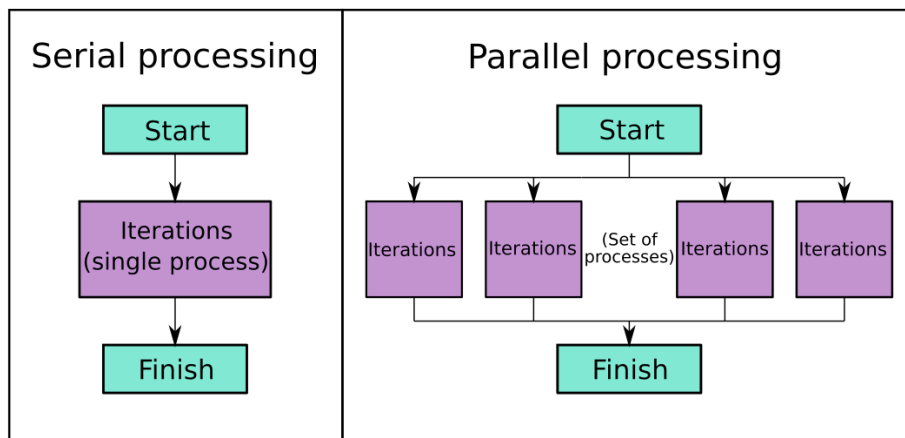 Serial processing
Start
Iterations
(single process)
Finish
Parallel processing
Start
Iterations
Iterations
(Set of
processes)
Iterations
Iterations
Finish